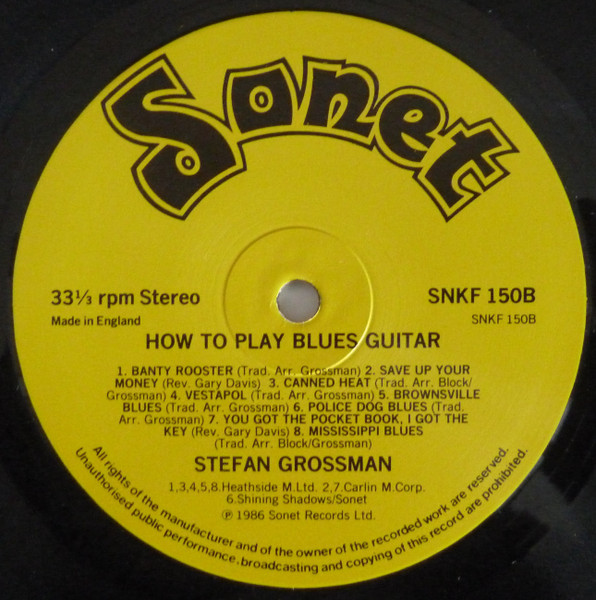 Sonet
33⅓ rpm Stereo
SNKF 150B
Made in England
SNKF 150B
HOW TO PLAY BLUES GUITAR
1. BANTY ROOSTER (Trad. Arr. Grossman) 2. SAVE UP YOUR
MONEY (Rev. Gary Davis) 3. CANNED HEAT (Trad. Arr. Block/
Grossman) 4. VESTAPOL (Trad. Arr. Grossman) 5. BROWNSVILLE
BLUES (Trad. Arr. Grossman) 6. POLICE DOG BLUES (Trad.
Arr. Grossman) 7. YOU GOT THE POCKET BOOK, I GOT THE
KEY (Rev. Gary Davis) 8. MISSISSIPPI BLUES
(Trad. Arr. Block/Grossman)
STEFAN GROSSMAN
1,3,4,5,8.Heathside M.Ltd. 2,7.Carlin M.Corp.
6.Shining Shadows/Sonet
℗ 1986 Sonet Records Ltd.
All rights of the manufacturer and of the owner of the recorded work are reserved.
Unauthorised public performance, broadcasting and copying of this record are prohibited.